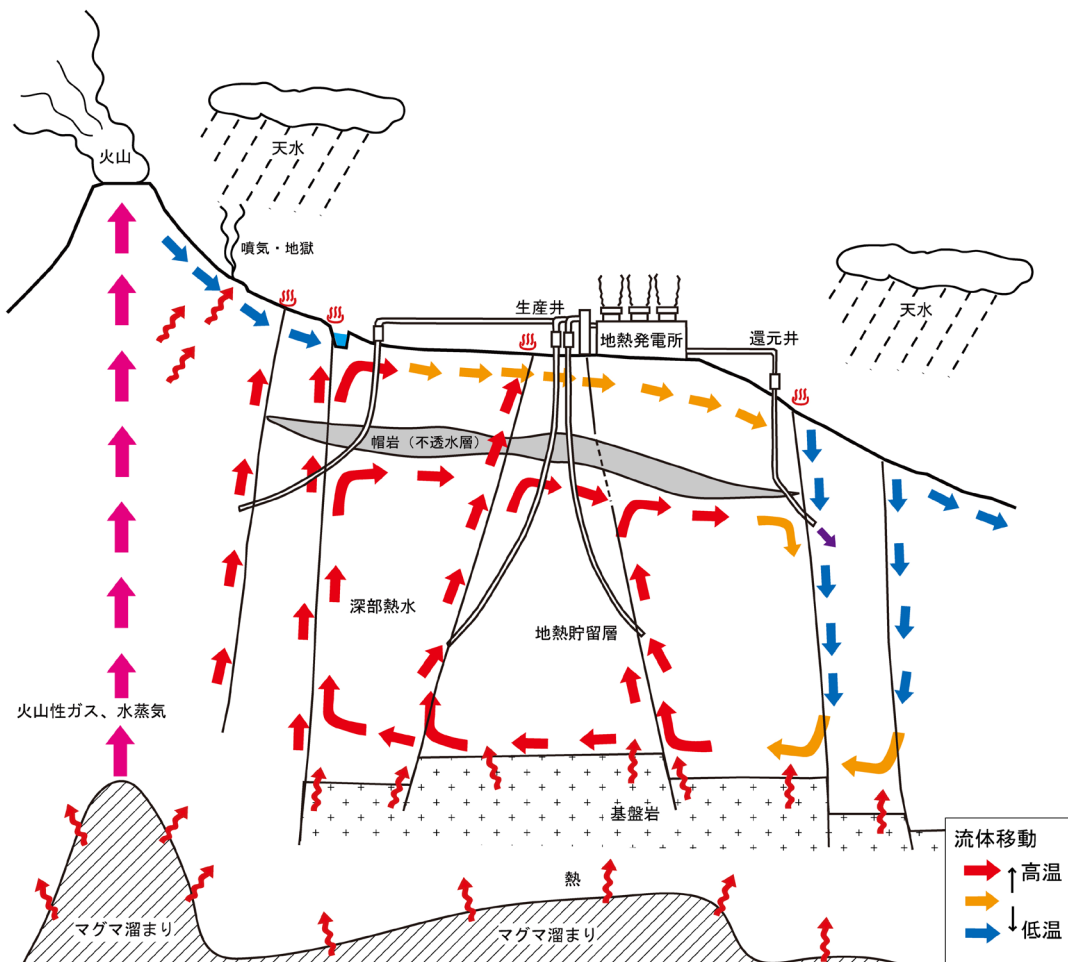 火山
天水
噴気・地獄
生産井
地熱発電所
還元井
天水
帽岩（不透水層）
深部熱水
地熱貯留層
火山性ガス、水蒸気
基盤岩
熱
マグマ溜まり
マグマ溜まり
流体移動
高温
低温